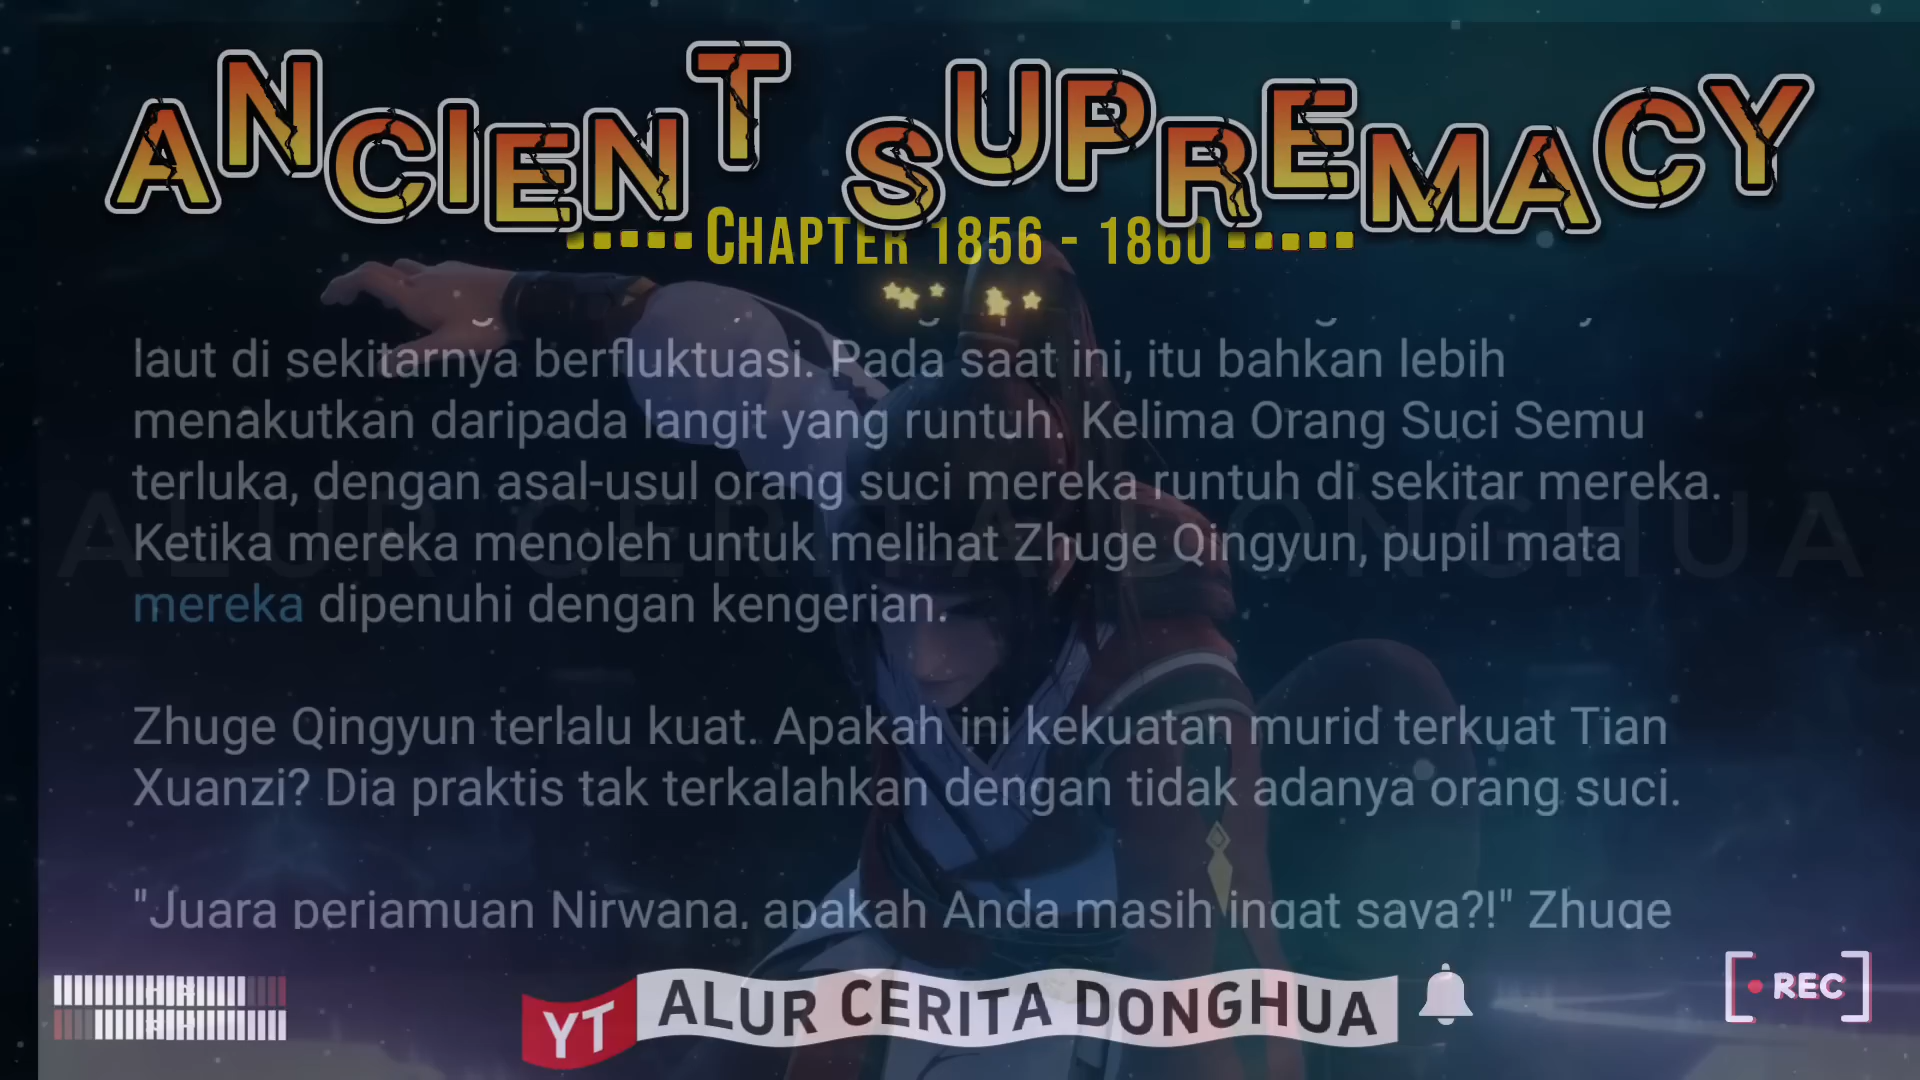 ANCIENT SUPREMACY
CHAPTER 1856 - 1860
laut di sekitarnya berfluktuasi. Pada saat ini, itu bahkan lebih
menakutkan daripada langit yang runtuh. Kelima Orang Suci Semu
terluka, dengan asal-usul orang suci mereka runtuh di sekitar mereka.
ALUR CERITA DONGHUA
Ketika mereka menoleh untuk melihat Zhuge Qingyun, pupil mata
mereka dipenuhi dengan kengerian.
Zhuge Qingyun terlalu kuat. Apakah ini kekuatan murid terkuat Tian
Xuanzi? Dia praktis tak terkalahkan dengan tidak adanya orang suci.
"Juara perjamuan Nirwana, apakah Anda masih ingat saya?!" Zhuge
YT ALUR CERITA DONGHUA
REC